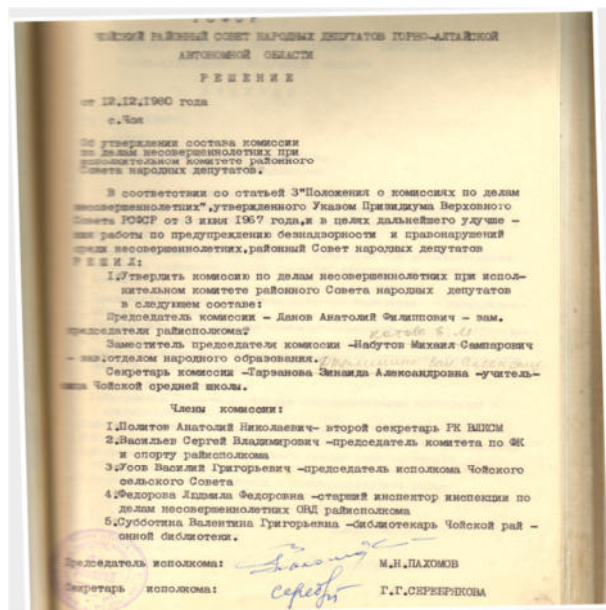 РСФСР
ЧОЙСКИЙ РАЙОННЫЙ СОВЕТ НАРОДНЫХ ДЕПУТАТОВ ГОРНО-АЛТАЙСКОЙ
АВТОНОМНОЙ ОБЛАСТИ
РЕШЕНИЕ
от 12.12.1980 года
с.Чоя
Об утверждении состава комиссии
по делам несовершеннолетних при
исполнительном комитете районного
Совета народных депутатов.
В соответствии со статьей 3"Положения о комиссиях по делам
несовершеннолетних",утвержденного Указом Призидиума Верховного
Совета РСФСР от 3 июня 1967 года,и в целях дальнейшего улучше -
ния работы по предупреждению безнадзорности и правонарушений
среди несовершеннолетних,районный Совет народных депутатов
РЕШИЛ:
1.Утвердить комиссию по делам несовершеннолетних при испол-
нительном комитете районного Совета народных депутатов
в следующем составе:
Председатель комиссии - Данов Анатолий Филиппович - зам.
председателя райисполкома?
Заместитель председателя комиссии -Набутов Михаил Сампарович
- зав.отделом народного образования.
Секретарь комиссии -Тарзанова Зинаида Александровна -учитель-
ница Чойской средней школы.
Члены комиссии:
1.Политов Анатолий Николаевич- второй секретарь РК ВЛКСМ
2.Васильев Сергей Владимирович -председатель комитета по ФК
и спорту райисполкома
3.Усов Василий Григорьевич -председатель исполкома Чойского
сельского Совета
4.Федорова Людмила Федоровна -старший инспектор инспекции по
делам несовершеннолетних ОВД райисполкома
5.Субботина Валентина Григорьевна -библиотекарь Чойской рай -
онной библиотеки.
Председатель исполкома: М.Н.ПАХОМОВ
Секретарь исполкома: Г.Г.СЕРЕБРЯКОВА